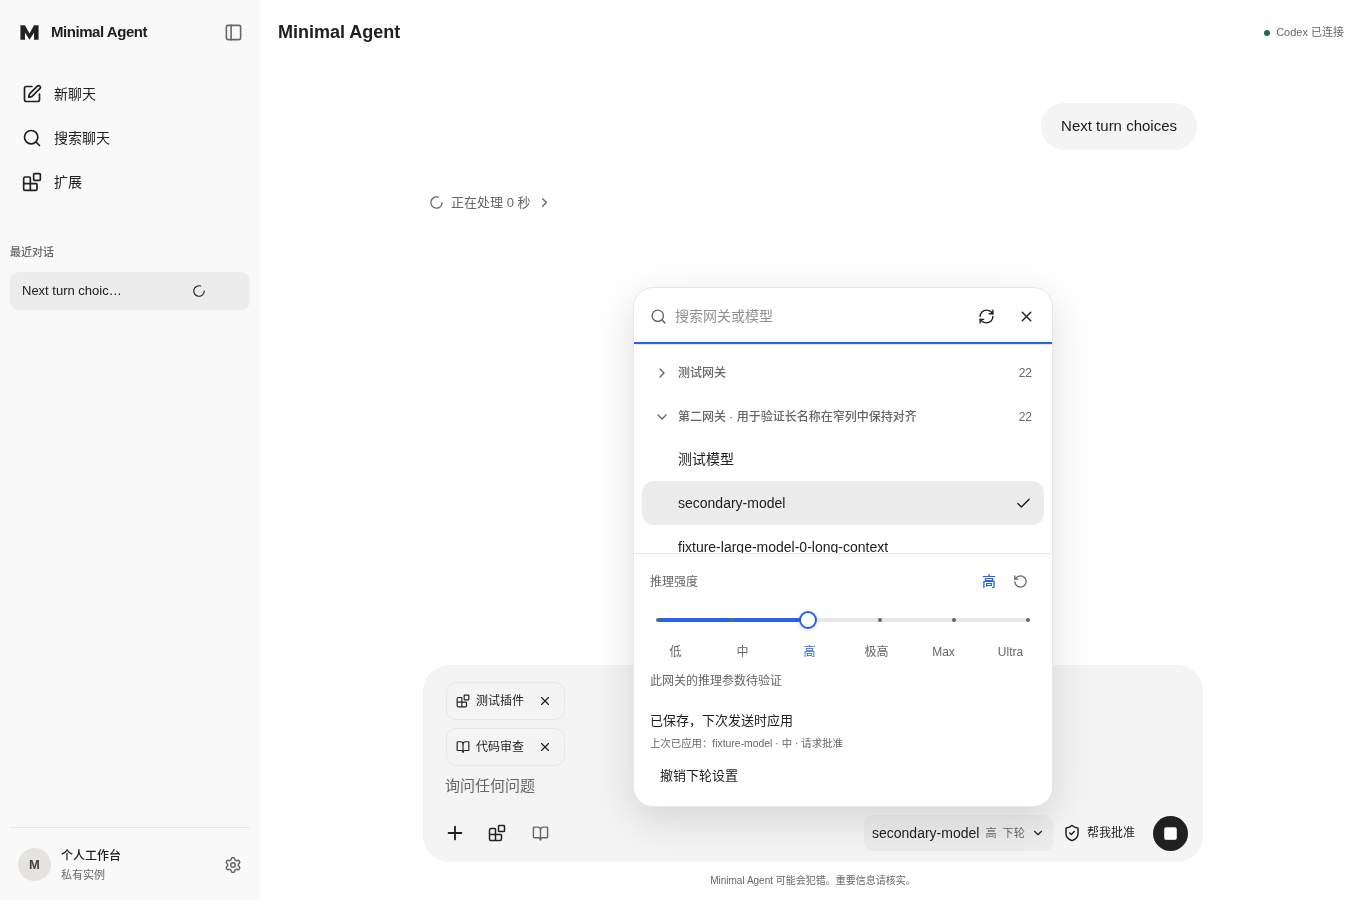 Minimal Agent
新聊天
搜索聊天
扩展
最近对话
Next turn choic…
M
个人工作台
私有实例
Minimal Agent
Codex 已连接
Next turn choices
正在处理 0 秒
搜索网关或模型
测试网关 22
第二网关 · 用于验证长名称在窄列中保持对齐 22
测试模型
secondary-model
fixture-large-model-0-long-context
推理强度 高
低 中 高 极高 Max Ultra
此网关的推理参数待验证
已保存，下次发送时应用
上次已应用：fixture-model · 中 · 请求批准
撤销下轮设置
测试插件
代码审查
询问任何问题
secondary-model 高 下轮
帮我批准
Minimal Agent 可能会犯错。重要信息请核实。